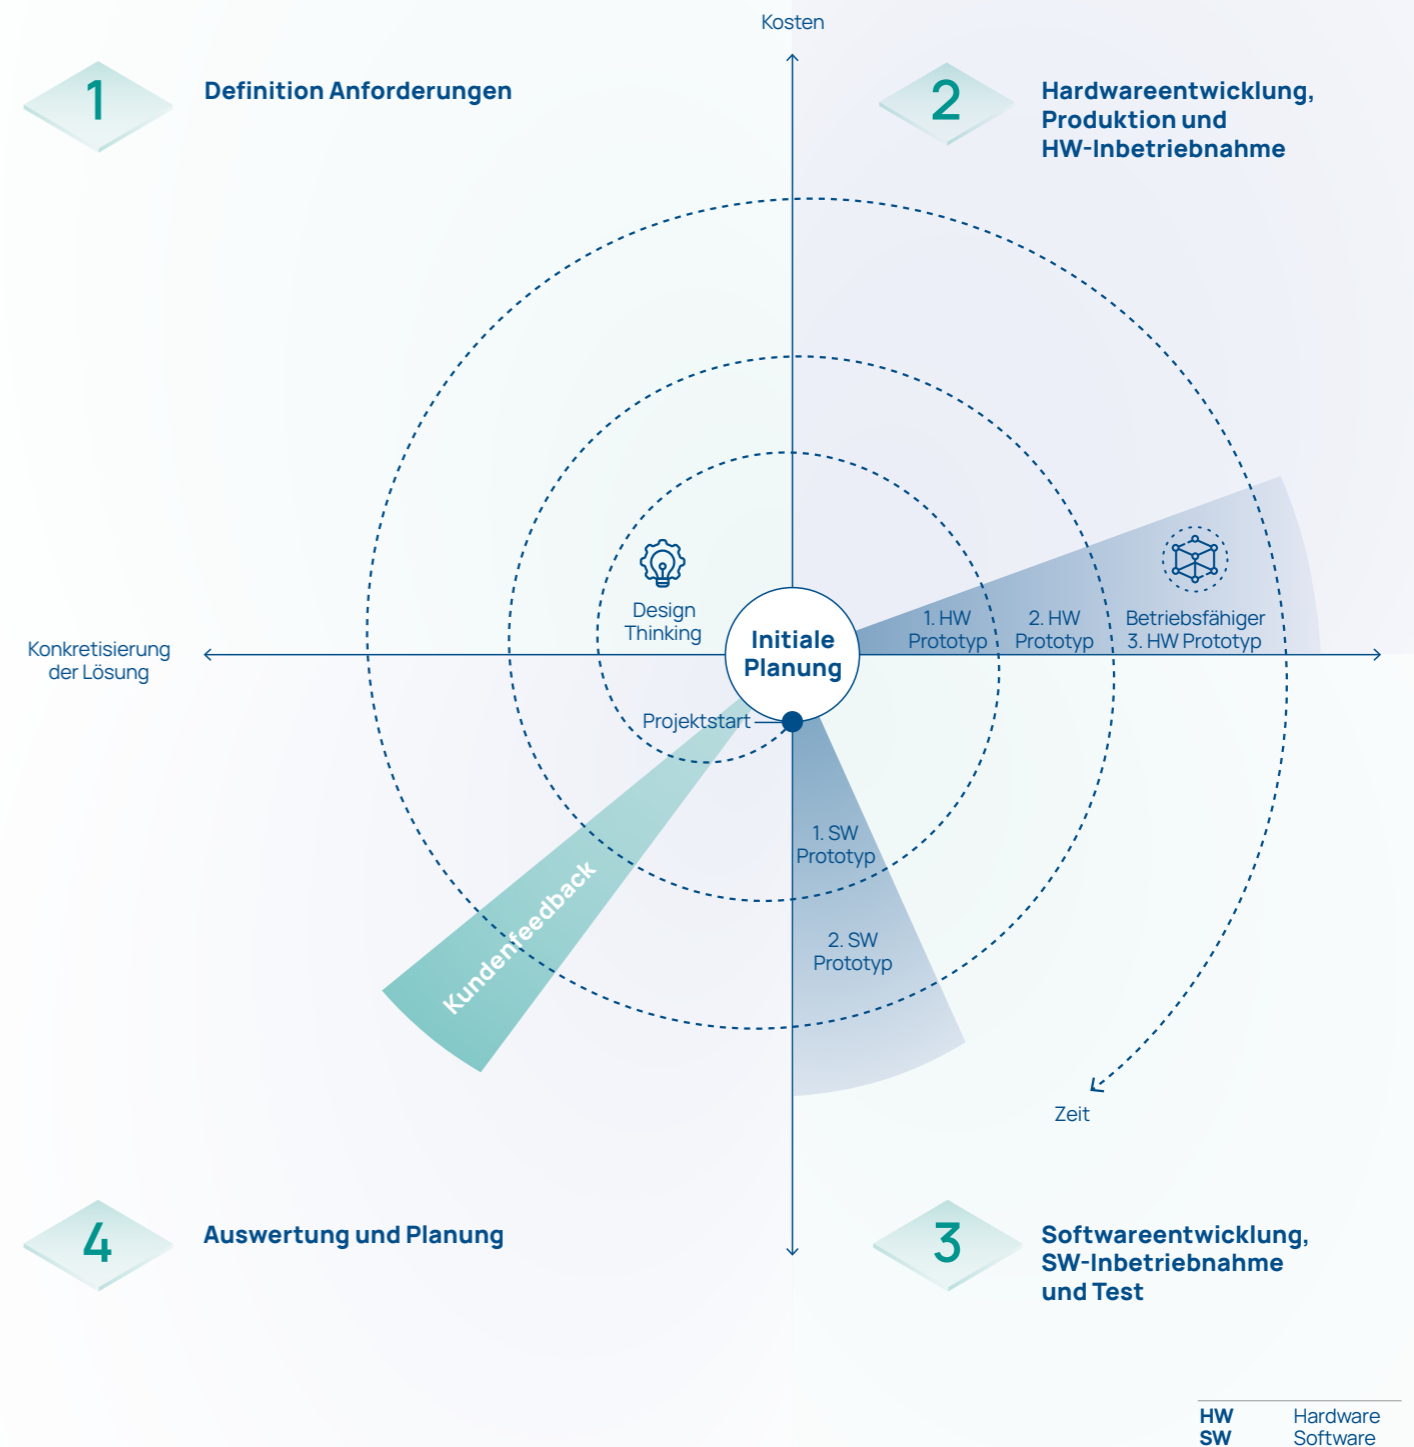 Kosten
1
Definition Anforderungen
2
Hardwareentwicklung,
Produktion und
HW-Inbetriebnahme
Design
Thinking
Initiale
Planung
1. HW
Prototyp
2. HW
Prototyp
Betriebsfähiger
3. HW Prototyp
Konkretisierung
der Lösung
Projektstart
1. SW
Prototyp
Kundenfeedback
2. SW
Prototyp
Zeit
4
Auswertung und Planung
3
Softwareentwicklung,
SW-Inbetriebnahme
und Test
HW Hardware
SW Software